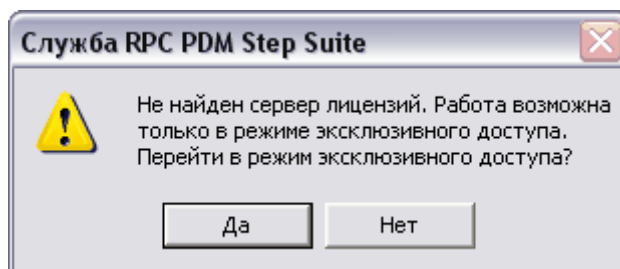 Служба RPC PDM Step Suite
Не найден сервер лицензий. Работа возможна
только в режиме эксклюзивного доступа.
Перейти в режим эксклюзивного доступа?
Да
Нет